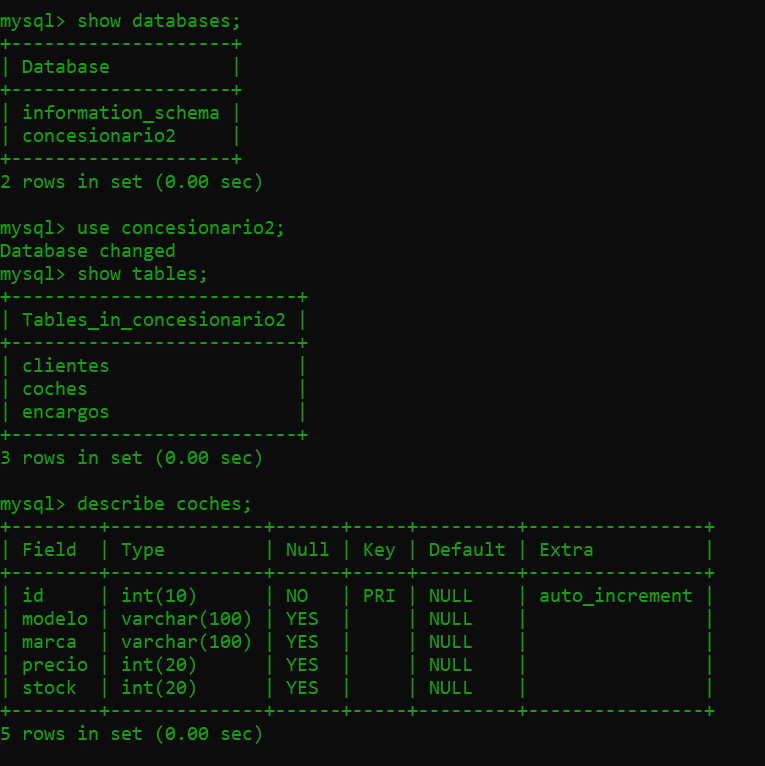 mysql> show databases;
+--------------------+
| Database           |
+--------------------+
| information_schema |
| concesionario2     |
+--------------------+
2 rows in set (0.00 sec)
mysql> use concesionario2;
Database changed
mysql> show tables;
+--------------------------+
| Tables_in_concesionario2 |
+--------------------------+
| clientes                 |
| coches                   |
| encargos                 |
+--------------------------+
3 rows in set (0.00 sec)
mysql> describe coches;
+--------+--------------+------+-----+---------+----------------+
| Field  | Type         | Null | Key | Default | Extra          |
+--------+--------------+------+-----+---------+----------------+
| id     | int(10)      | NO   | PRI | NULL    | auto_increment |
| modelo | varchar(100) | YES  |     | NULL    |                |
| marca  | varchar(100) | YES  |     | NULL    |                |
| precio | int(20)      | YES  |     | NULL    |                |
| stock  | int(20)      | YES  |     | NULL    |                |
+--------+--------------+------+-----+---------+----------------+
5 rows in set (0.00 sec)